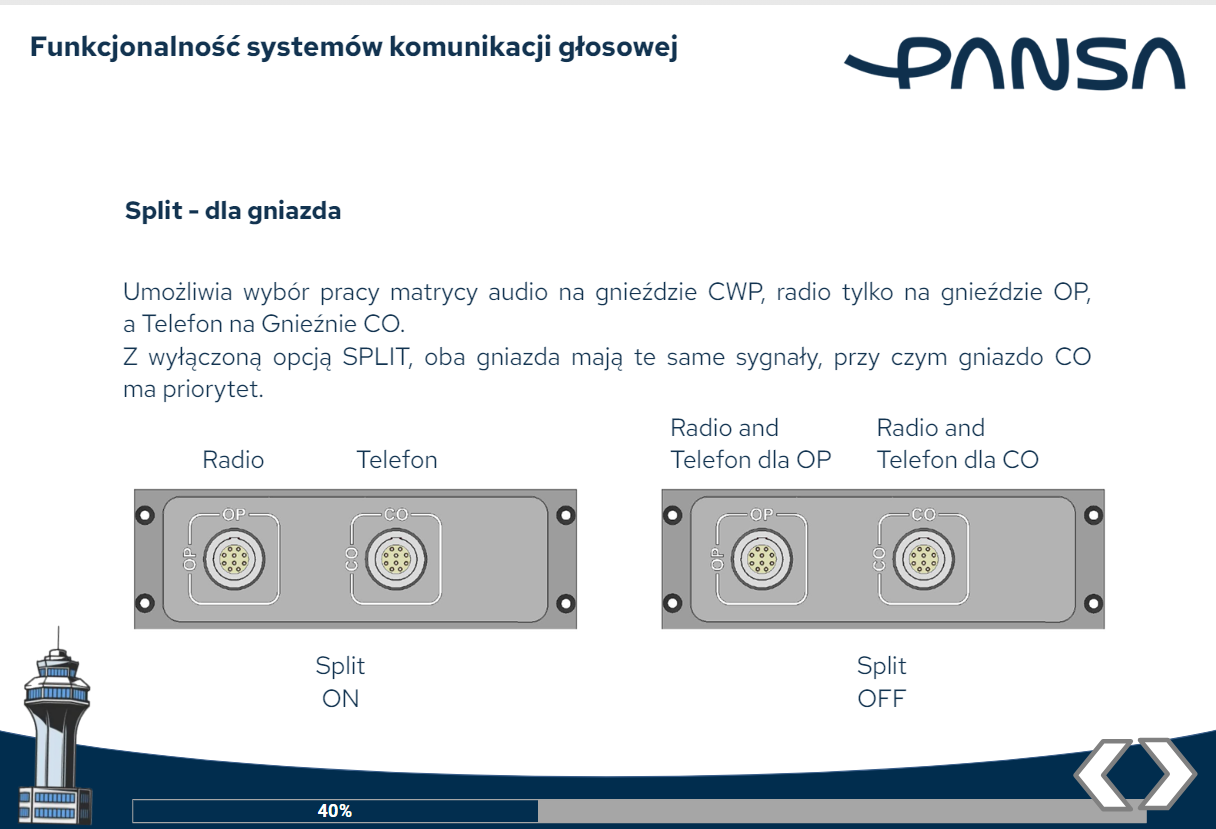 Funkcjonalność systemów komunikacji głosowej
PANSA
Split - dla gniazda
Umożliwia wybór pracy matrycy audio na gnieździe CWP, radio tylko na gnieździe OP,
a Telefon na Gnieźnie CO.
Z wyłączoną opcją SPLIT, oba gniazda mają te same sygnały, przy czym gniazdo CO
ma priorytet.
Radio
Telefon
Radio and
Telefon dla OP
Radio and
Telefon dla CO
OP
OP
CO
CO
OP
OP
CO
CO
Split
ON
Split
OFF
40%